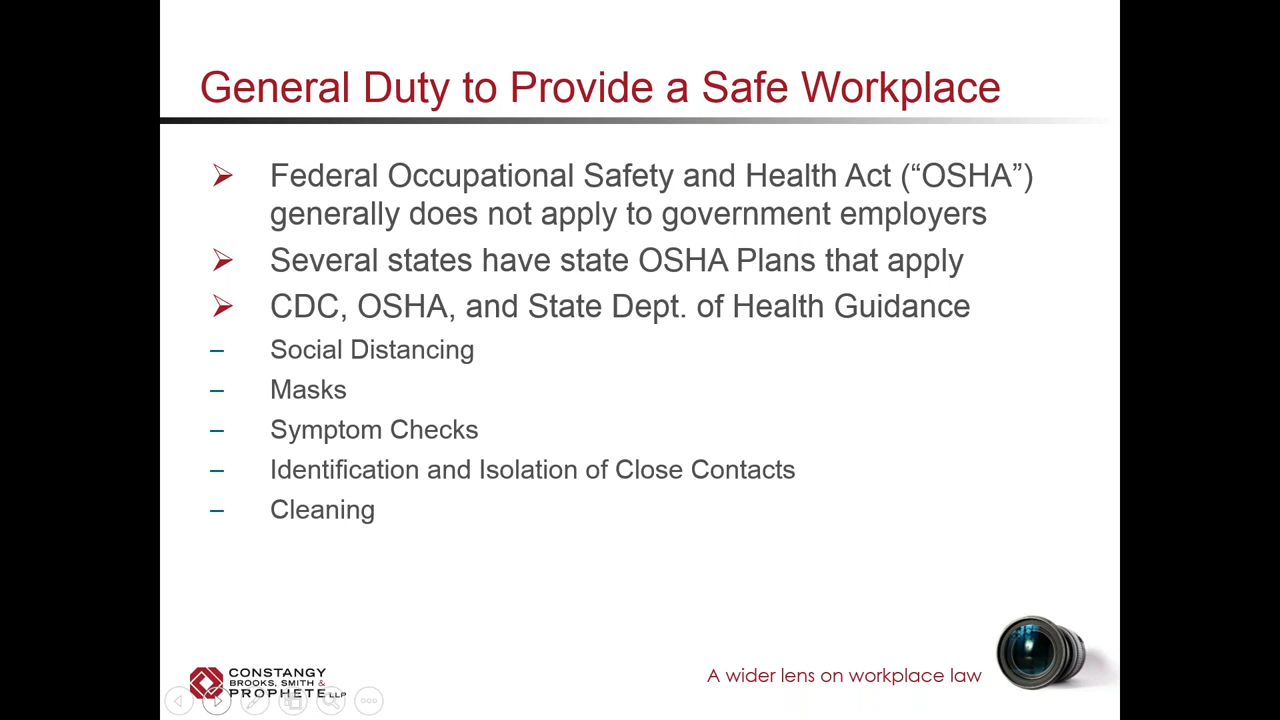 General Duty to Provide a Safe Workplace
Federal Occupational Safety and Health Act (“OSHA”)
generally does not apply to government employers
Several states have state OSHA Plans that apply
CDC, OSHA, and State Dept. of Health Guidance
– Social Distancing
– Masks
– Symptom Checks
– Identification and Isolation of Close Contacts
– Cleaning
CONSTANGY
BROOKS, SMITH &
PROPHETE LLP
A wider lens on workplace law